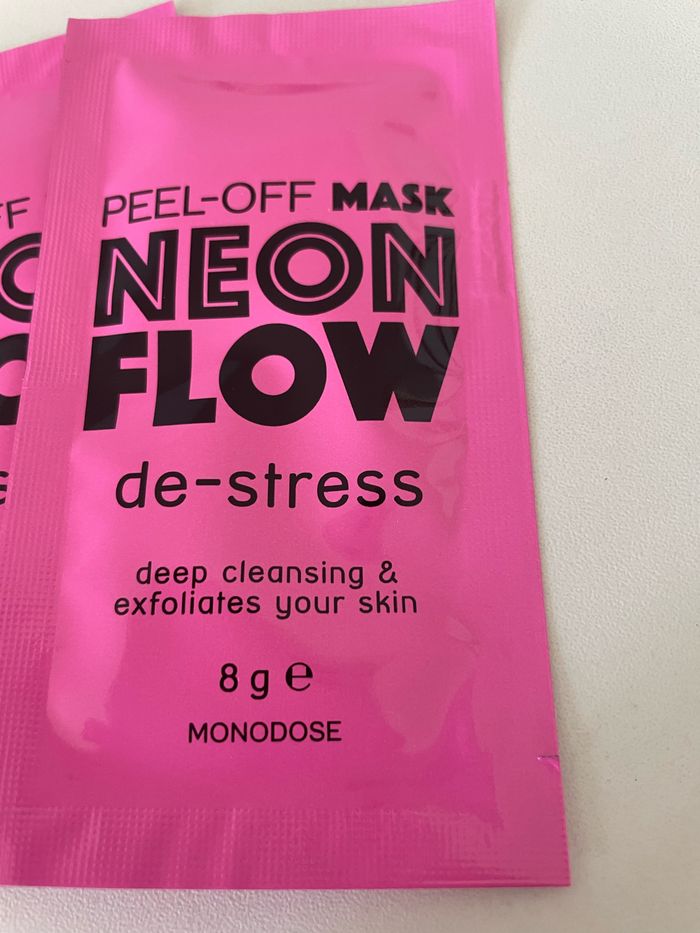 PEEL-OFF MASK
NEON
FLOW
de-stress
deep cleansing &
exfoliates your skin
8 g ℮
MONODOSE